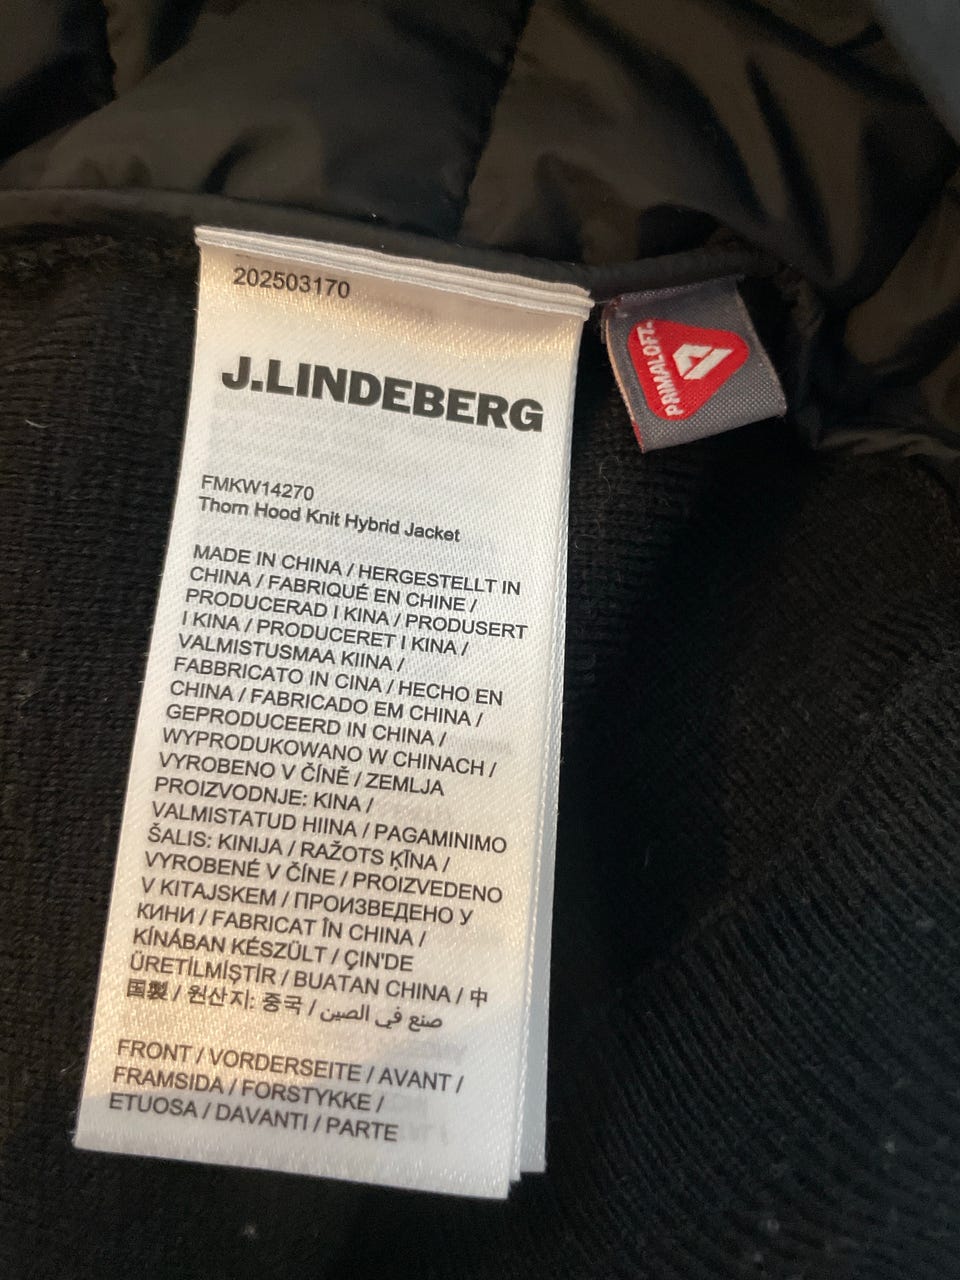 202503170
J.LINDEBERG
PRIMALOFT
FMKW14270
Thorn Hood Knit Hybrid Jacket
MADE IN CHINA / HERGESTELLT IN
CHINA / FABRIQUÉ EN CHINE /
PRODUCERAD I KINA / PRODUSERT
I KINA / PRODUCERET I KINA /
VALMISTUSMAA KIINA /
FABBRICATO IN CINA / HECHO EN
CHINA / FABRICADO EM CHINA /
GEPRODUCEERD IN CHINA /
WYPRODUKOWANO W CHINACH /
VYROBENO V ČÍNĚ / ZEMLJA
PROIZVODNJE: KINA /
VALMISTATUD HIINA / PAGAMINIMO
ŠALIS: KINIJA / RAŽOTS ĶĪNA /
VYROBENÉ V ČÍNE / PROIZVEDENO
V KITAJSKEM / ПРОИЗВЕДЕНО У
КИНИ / FABRICAT ÎN CHINA /
KÍNÁBAN KÉSZÜLT / ÇIN'DE
ÜRETİLMİŞTİR / BUATAN CHINA / 中
国製 / 원산지: 중국 / صنع في الصين
FRONT / VORDERSEITE / AVANT /
FRAMSIDA / FORSTYKKE /
ETUOSA / DAVANTI / PARTE